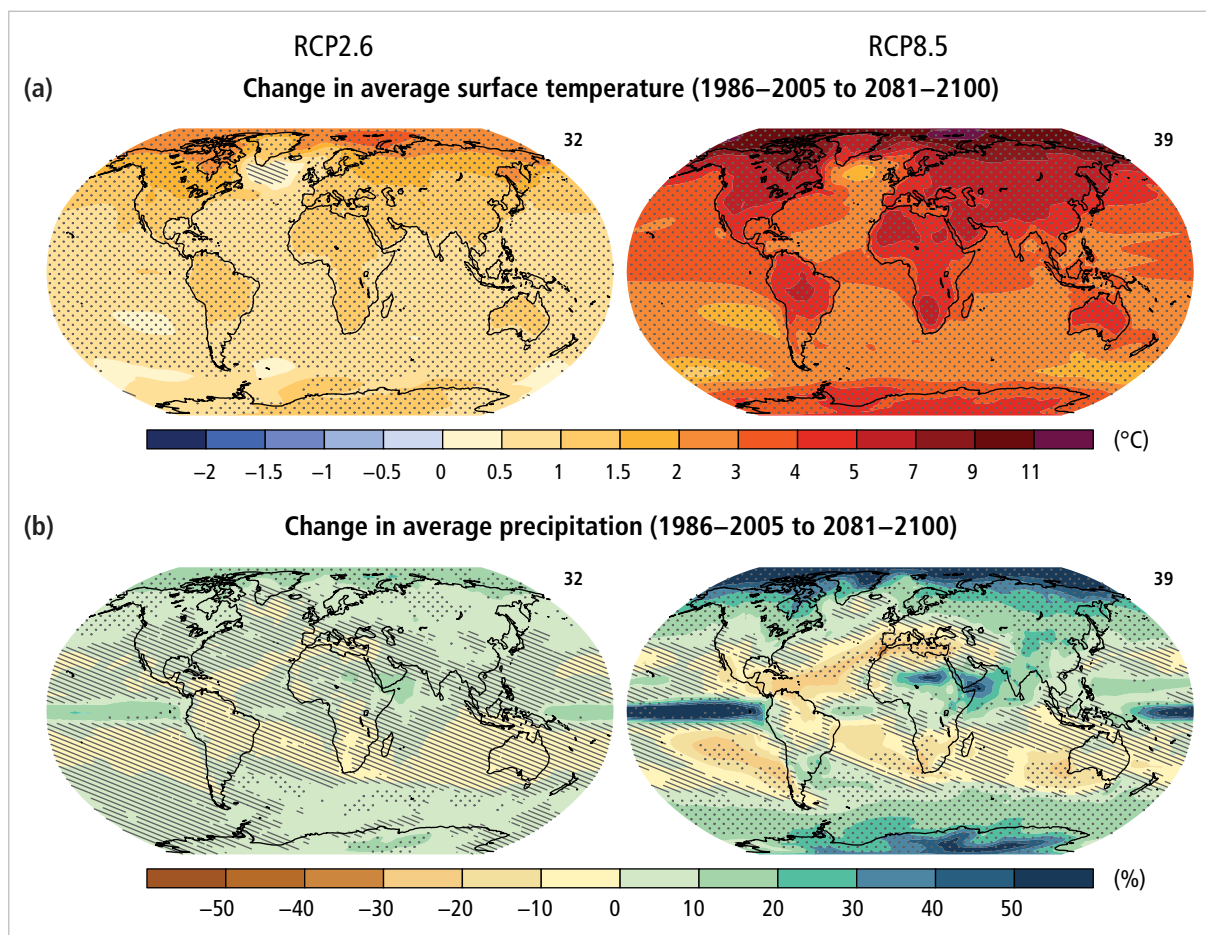 RCP2.6 RCP8.5
(a) Change in average surface temperature (1986−2005 to 2081−2100)
32 39
−2 −1.5 −1 −0.5 0 0.5 1 1.5 2 3 4 5 7 9 11 (°C)
(b) Change in average precipitation (1986−2005 to 2081−2100)
32 39
−50 −40 −30 −20 −10 0 10 20 30 40 50 (%)